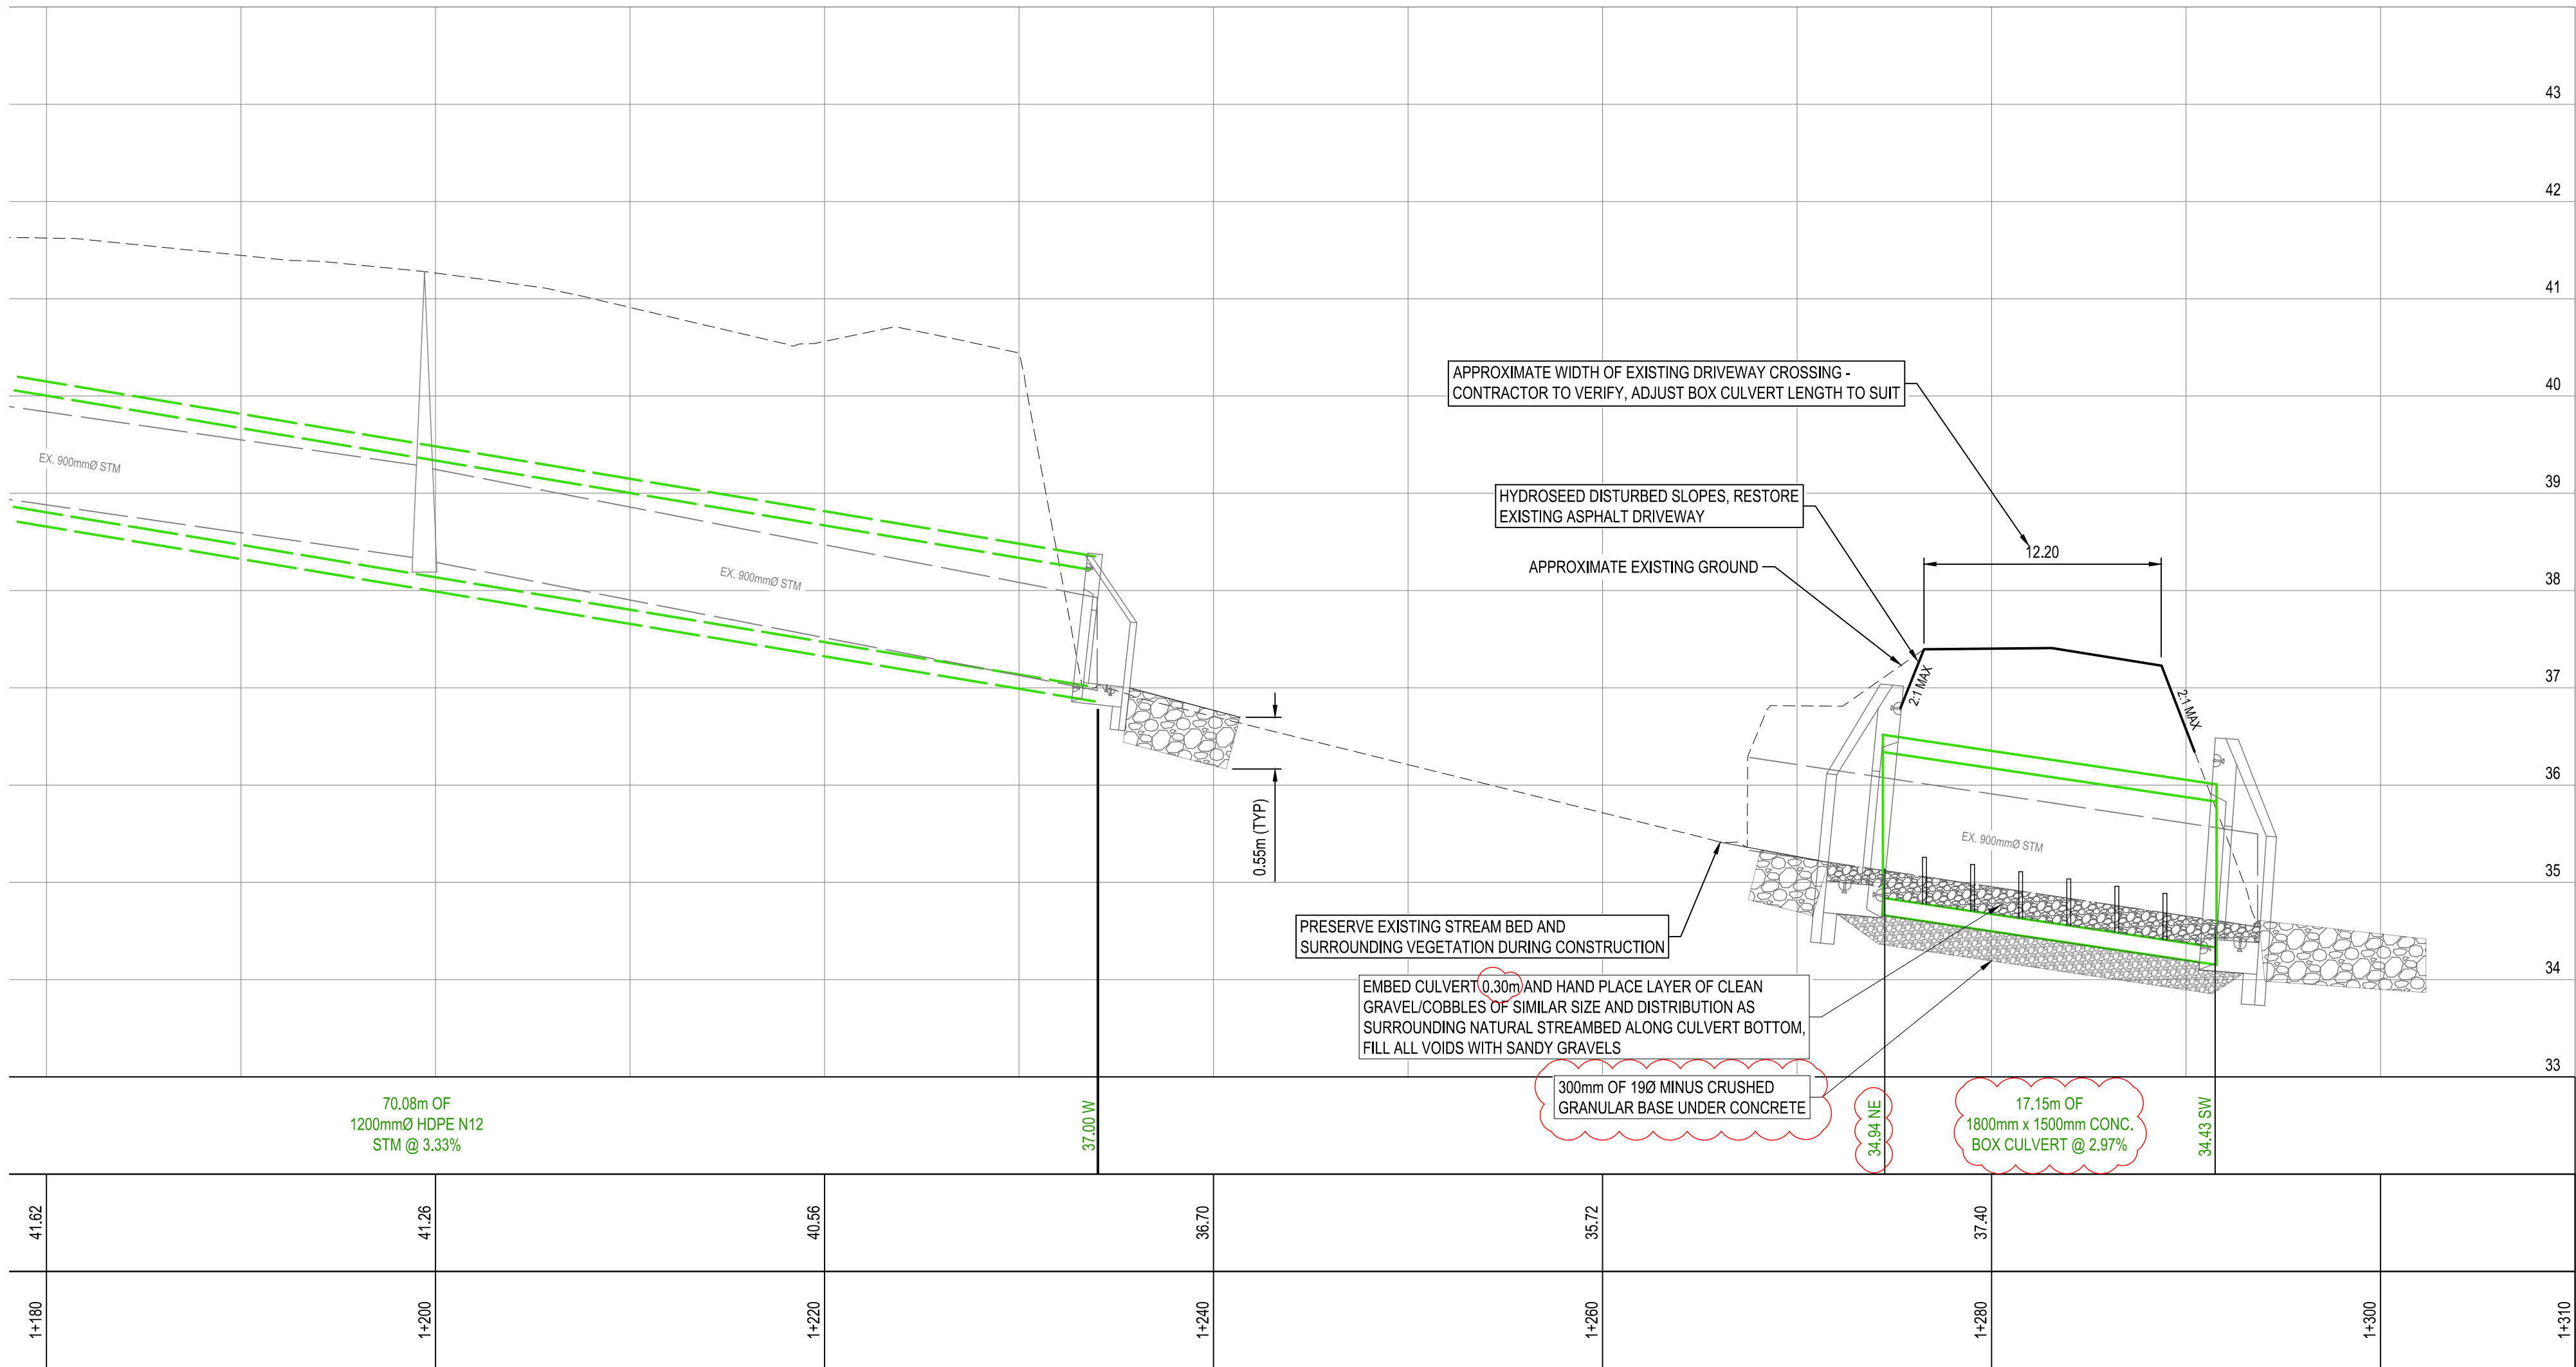 43
42
41
40
39
38
37
36
35
34
33
EX. 900mmØ STM
EX. 900mmØ STM
APPROXIMATE WIDTH OF EXISTING DRIVEWAY CROSSING -
CONTRACTOR TO VERIFY, ADJUST BOX CULVERT LENGTH TO SUIT
HYDROSEED DISTURBED SLOPES, RESTORE
EXISTING ASPHALT DRIVEWAY
12.20
APPROXIMATE EXISTING GROUND
2:1 MAX
2:1 MAX
0.55m (TYP)
EX. 900mmØ STM
PRESERVE EXISTING STREAM BED AND
SURROUNDING VEGETATION DURING CONSTRUCTION
EMBED CULVERT 0.30m AND HAND PLACE LAYER OF CLEAN
GRAVEL/COBBLES OF SIMILAR SIZE AND DISTRIBUTION AS
SURROUNDING NATURAL STREAMBED ALONG CULVERT BOTTOM,
FILL ALL VOIDS WITH SANDY GRAVELS
300mm OF 19Ø MINUS CRUSHED
GRANULAR BASE UNDER CONCRETE
70.08m OF
1200mmØ HDPE N12
STM @ 3.33%
37.00 W
34.94 NE
17.15m OF
1800mm x 1500mm CONC.
BOX CULVERT @ 2.97%
34.43 SW
41.62
41.26
40.56
36.70
35.72
37.40
1+180
1+200
1+220
1+240
1+260
1+280
1+300
1+310